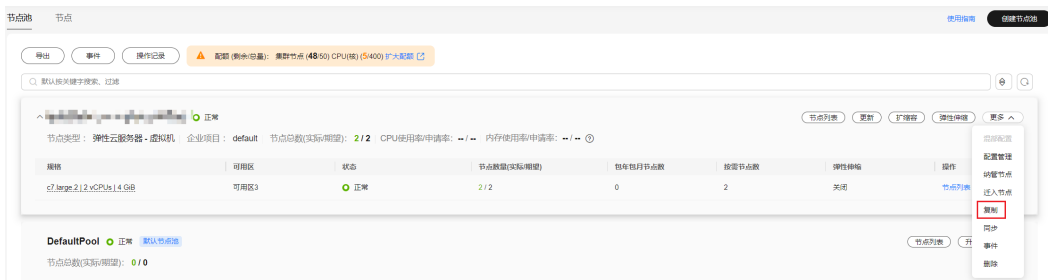 节点池 节点 使用指南 创建节点池
导出 事件 操作记录 配额 (剩余/总量): 集群节点 (48/50) CPU(核) (5/400) 扩大配额
默认按关键字搜索、过滤
正常 节点列表 更新 扩缩容 弹性伸缩 更多
节点类型: 弹性云服务器 - 虚拟机 企业项目: default 节点总数(实际/期望): 2 / 2 CPU使用率/申请率: -- / -- 内存使用率/申请率: -- / --
配置管理
规格 可用区 状态 节点数量(实际/期望) 包年包月节点数 按需节点数 弹性伸缩 操作
纳管节点
c7.large.2 | 2 vCPUs | 4 GiB 可用区3 正常 2 / 2 0 2 关闭 节点列表
迁入节点
复制
同步
DefaultPool 正常 默认节点池 节点列表 升
事件
节点总数(实际/期望): 0 / 0
删除